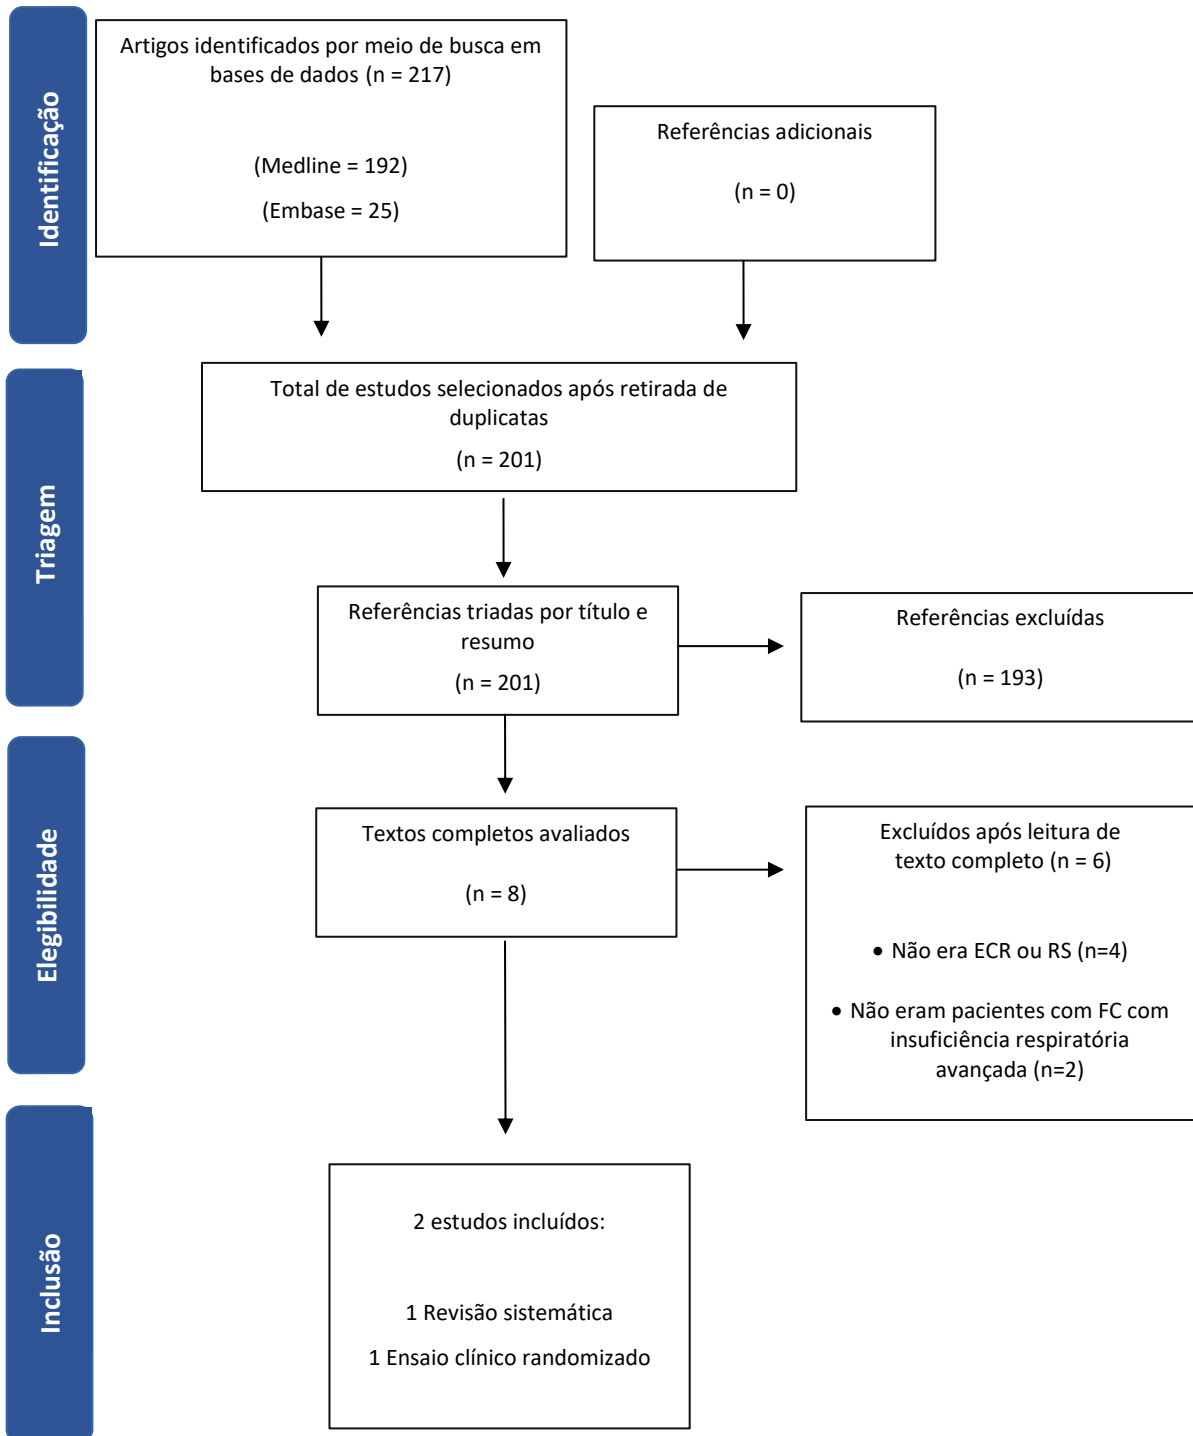 Identificação
Artigos identificados por meio de busca em
bases de dados (n = 217)
(Medline = 192)
(Embase = 25)
Referências adicionais
(n = 0)
Triagem
Total de estudos selecionados após retirada de
duplicatas
(n = 201)
Referências triadas por título e
resumo
(n = 201)
Referências excluídas
(n = 193)
Elegibilidade
Textos completos avaliados
(n = 8)
Excluídos após leitura de
texto completo (n = 6)
• Não era ECR ou RS (n=4)
• Não eram pacientes com FC com
insuficiência respiratória
avançada (n=2)
Inclusão
2 estudos incluídos:
1 Revisão sistemática
1 Ensaio clínico randomizado